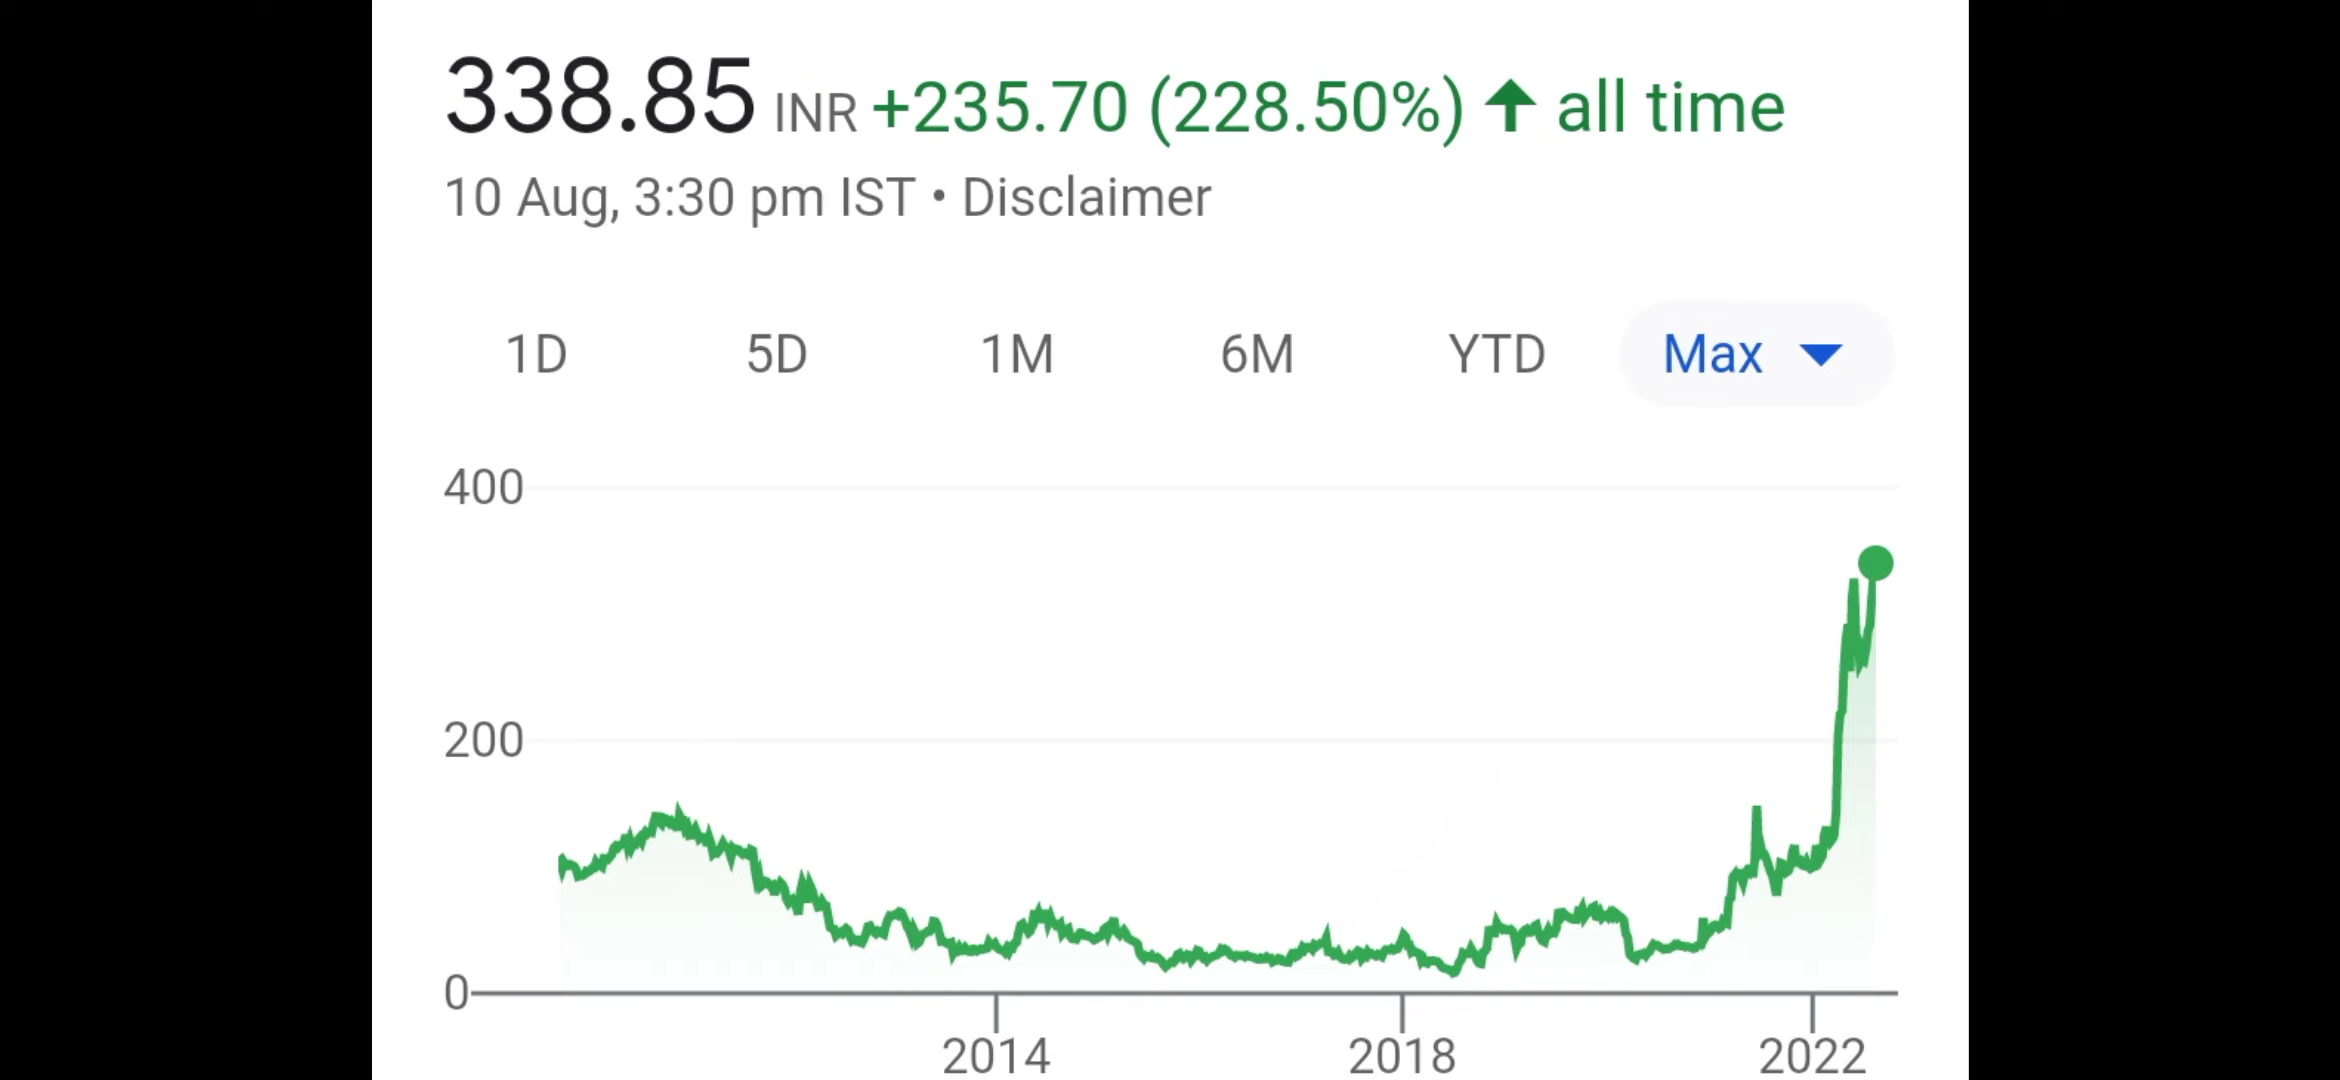 338.85 INR +235.70 (228.50%) ↑ all time
10 Aug, 3:30 pm IST • Disclaimer
1D 5D 1M 6M YTD Max
400
200
0
2014 2018 2022